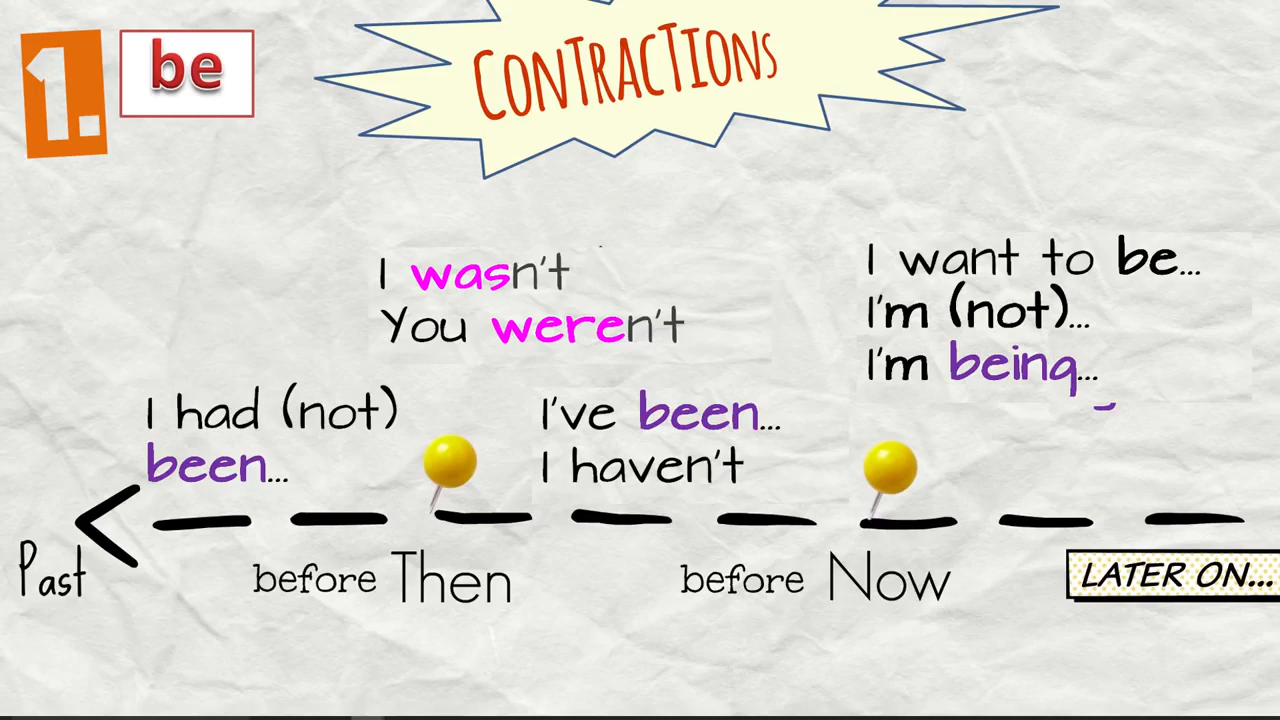 1.
be
CONTRACTIONS
I wasn't
You weren't
I want to be...
I'm (not)...
I'm being...
I had (not)
been...
I've been...
I haven't
Past
before Then
before Now
LATER ON...